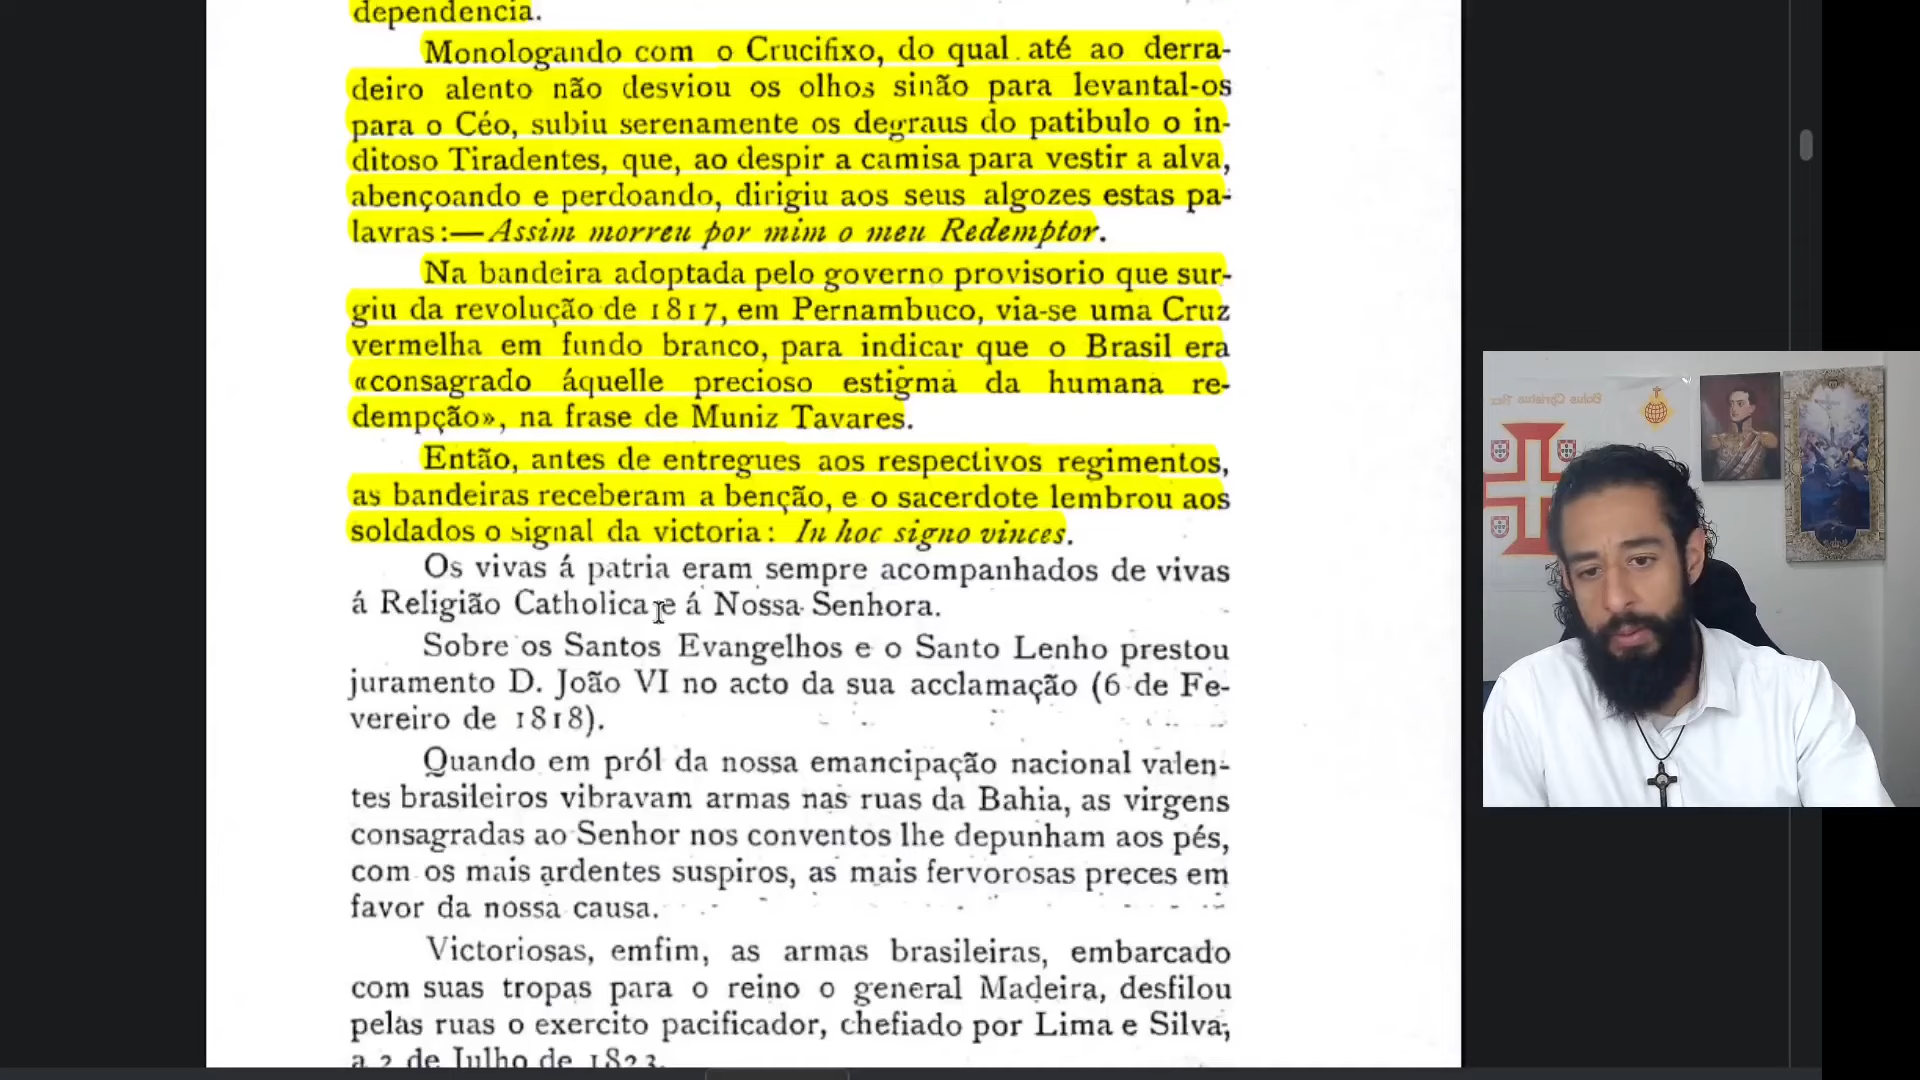 dependencia.
Monologando com o Crucifixo, do qual até ao derra-
deiro alento não desviou os olhos sinão para levantal-os
para o Céo, subiu serenamente os degraus do patibulo o in-
ditoso Tiradentes, que, ao despir a camisa para vestir a alva,
abençoando e perdoando, dirigiu aos seus algozes estas pa-
lavras:—Assim morreu por mim o meu Redemptor.
Na bandeira adoptada pelo governo provisorio que sur-
giu da revolução de 1817, em Pernambuco, via-se uma Cruz
vermelha em fundo branco, para indicar que o Brasil era
«consagrado áquelle precioso estigma da humana re-
dempção», na frase de Muniz Tavares.
Então, antes de entregues aos respectivos regimentos,
as bandeiras receberam a benção, e o sacerdote lembrou aos
soldados o signal da victoria: In hoc signo vinces.
Os vivas á patria eram sempre acompanhados de vivas
á Religião Catholica e á Nossa Senhora.
Sobre os Santos Evangelhos e o Santo Lenho prestou
juramento D. João VI no acto da sua acclamação (6 de Fe-
vereiro de 1818).
Quando em pról da nossa emancipação nacional valen-
tes brasileiros vibravam armas nas ruas da Bahia, as virgens
consagradas ao Senhor nos conventos lhe depunham aos pés,
com os mais ardentes suspiros, as mais fervorosas preces em
favor da nossa causa.
Victoriosas, emfim, as armas brasileiras, embarcado
com suas tropas para o reino o general Madeira, desfilou
pelas ruas o exercito pacificador, chefiado por Lima e Silva,
a 2 de Julho de 1823.